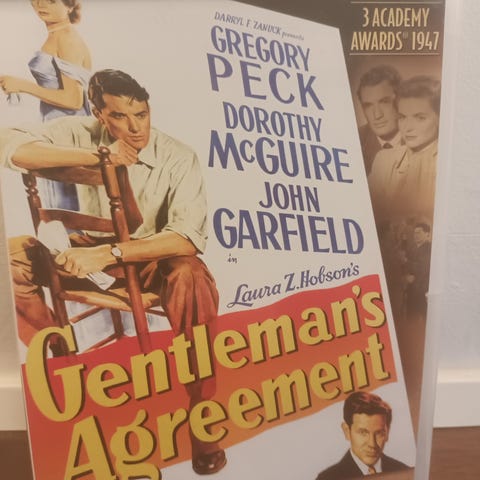 DARRYL F. ZANUCK presents
GREGORY
PECK
DOROTHY
McGUIRE
JOHN
GARFIELD
in
Laura Z. Hobson's
Gentleman's
Agreement
3 ACADEMY
AWARDS® 1947